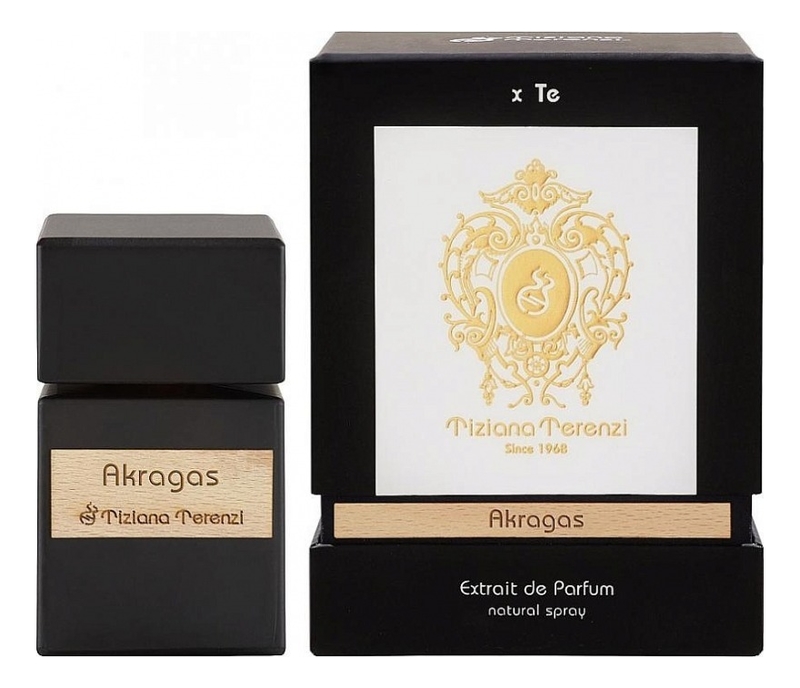 x Te
Tiziana Terenzi
Since 1968
Akragas
Extrait de Parfum
natural spray
Akragas
Tiziana Terenzi